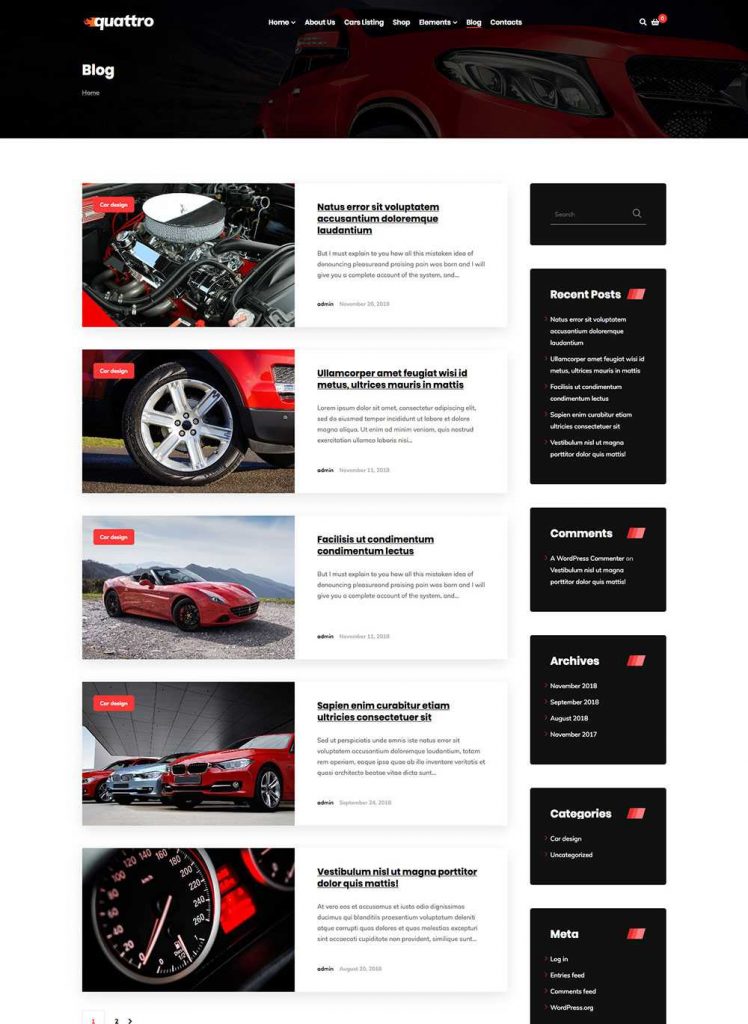 quattro
Home About Us Cars Listing Shop Elements Blog Contacts
0
Blog
Home
Car design
Natus error sit voluptatem
accusantium doloremque
laudantium
But I must explain to you how all this mistaken idea of
denouncing pleasureand praising pain was born and I will
give you a complete account of the system, and...
admin November 20, 2018
Car design
Ullamcorper amet feugiat wisi id
metus, ultrices mauris in mattis
Lorem ipsum dolor sit amet, consectetur adipiscing elit,
sed do eiusmod tempor incididunt ut labore et dolore
magna aliqua. Ut enim ad minim veniam, quis nostrud
exercitation ullamco laboris nisi...
admin November 11, 2018
Car design
Facilisis ut condimentum
condimentum lectus
But I must explain to you how all this mistaken idea of
denouncing pleasureand praising pain was born and I will
give you a complete account of the system, and...
admin November 11, 2018
Car design
Sapien enim curabitur etiam
ultricies consectetuer sit
Sed ut perspiciatis unde omnis iste natus error sit
voluptatem accusantium doloremque laudantium, totam
rem aperiam, eaque ipsa quae ab illo inventore veritatis et
quasi architecto beatae vitae dicta sunt...
admin September 24, 2018
Vestibulum nisl ut magna porttitor
dolor quis mattis!
At vero eos et accusamus et iusto odio dignissimos
ducimus qui blanditiis praesentium voluptatum deleniti
atque corrupti quos dolores et quas molestias excepturi
sint occaecati cupiditate non provident, similique sunt...
admin August 20, 2018
1 2
Search
Recent Posts
Natus error sit voluptatem
accusantium doloremque
laudantium
Ullamcorper amet feugiat wisi id
metus, ultrices mauris in mattis
Facilisis ut condimentum
condimentum lectus
Sapien enim curabitur etiam
ultricies consectetuer sit
Vestibulum nisl ut magna
porttitor dolor quis mattis!
Comments
A WordPress Commenter on
Vestibulum nisl ut magna
porttitor dolor quis mattis!
Archives
November 2018
September 2018
August 2018
November 2017
Categories
Car design
Uncategorized
Meta
Log in
Entries feed
Comments feed
WordPress.org